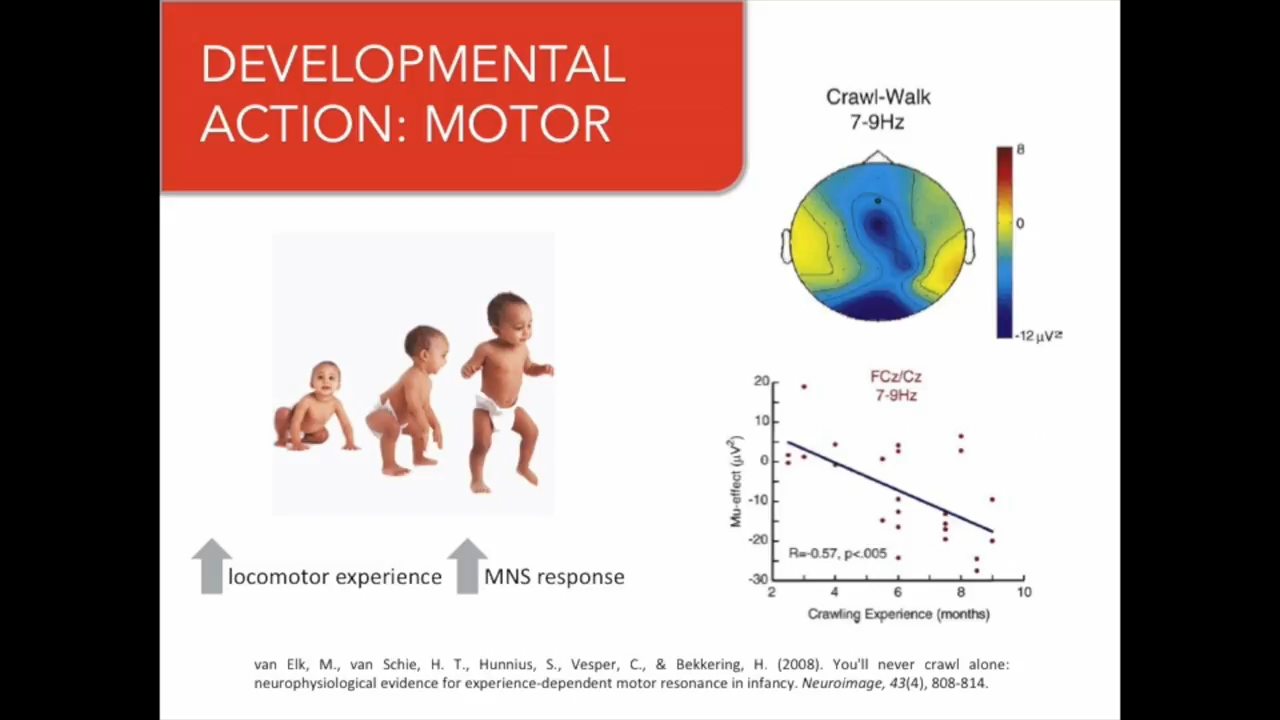 DEVELOPMENTAL
ACTION: MOTOR
Crawl-Walk
7-9Hz
8
0
-12 µV²
FCz/Cz
7-9Hz
20
10
0
-10
-20
-30
Mu-effect (µV²)
R=-0.57, p<.005
2
4
6
8
10
Crawling Experience (months)
locomotor experience
MNS response
van Elk, M., van Schie, H. T., Hunnius, S., Vesper, C., & Bekkering, H. (2008). You'll never crawl alone:
neurophysiological evidence for experience-dependent motor resonance in infancy. Neuroimage, 43(4), 808-814.